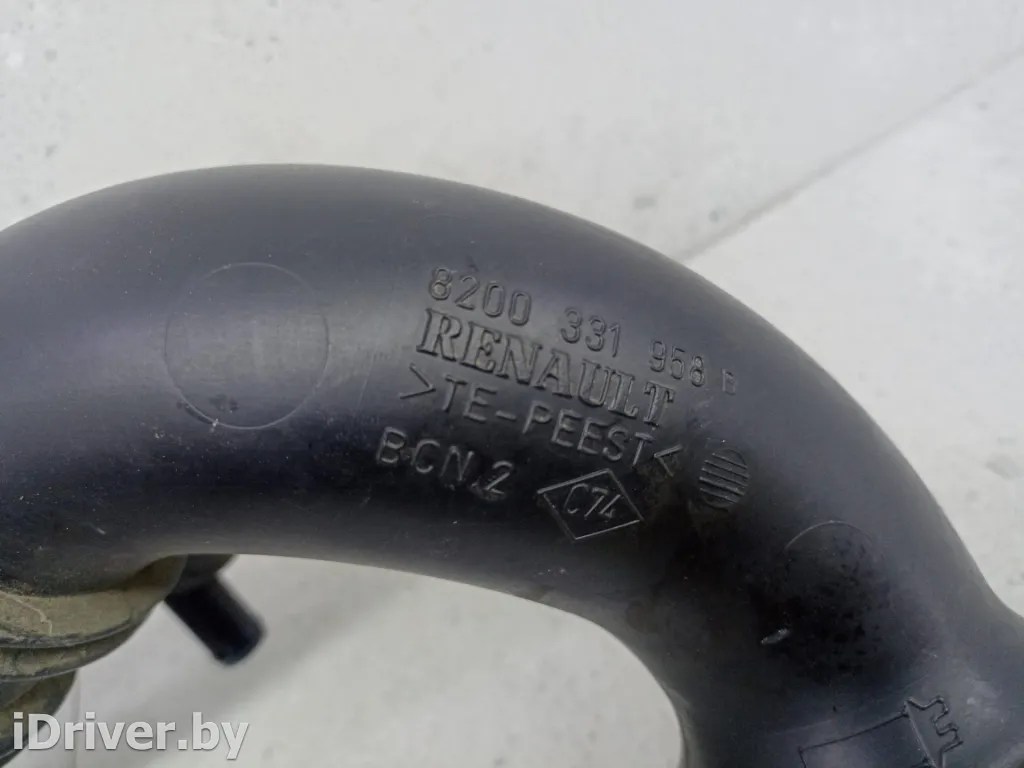 8200 331 958 B
RENAULT
>TE-PEEST<
BCN 2
C74
iDriver.by